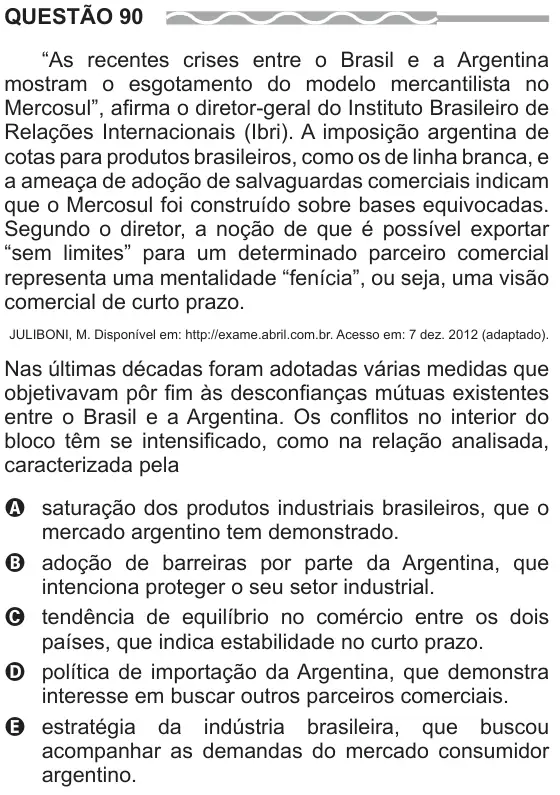 QUESTÃO 90
“As recentes crises entre o Brasil e a Argentina
mostram o esgotamento do modelo mercantilista no
Mercosul”, afirma o diretor-geral do Instituto Brasileiro de
Relações Internacionais (Ibri). A imposição argentina de
cotas para produtos brasileiros, como os de linha branca, e
a ameaça de adoção de salvaguardas comerciais indicam
que o Mercosul foi construído sobre bases equivocadas.
Segundo o diretor, a noção de que é possível exportar
“sem limites” para um determinado parceiro comercial
representa uma mentalidade “fenícia”, ou seja, uma visão
comercial de curto prazo.
JULIBONI, M. Disponível em: http://exame.abril.com.br. Acesso em: 7 dez. 2012 (adaptado).
Nas últimas décadas foram adotadas várias medidas que
objetivavam pôr fim às desconfianças mútuas existentes
entre o Brasil e a Argentina. Os conflitos no interior do
bloco têm se intensificado, como na relação analisada,
caracterizada pela
A saturação dos produtos industriais brasileiros, que o
mercado argentino tem demonstrado.
B adoção de barreiras por parte da Argentina, que
intenciona proteger o seu setor industrial.
C tendência de equilíbrio no comércio entre os dois
países, que indica estabilidade no curto prazo.
D política de importação da Argentina, que demonstra
interesse em buscar outros parceiros comerciais.
E estratégia da indústria brasileira, que buscou
acompanhar as demandas do mercado consumidor
argentino.